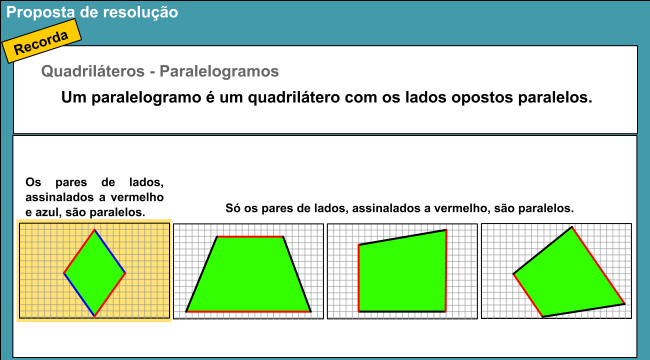 Proposta de resolução
Recorda
Quadriláteros - Paralelogramos
Um paralelogramo é um quadrilátero com os lados opostos paralelos.
Os pares de lados,
assinalados a vermelho
e azul, são paralelos.
Só os pares de lados, assinalados a vermelho, são paralelos.